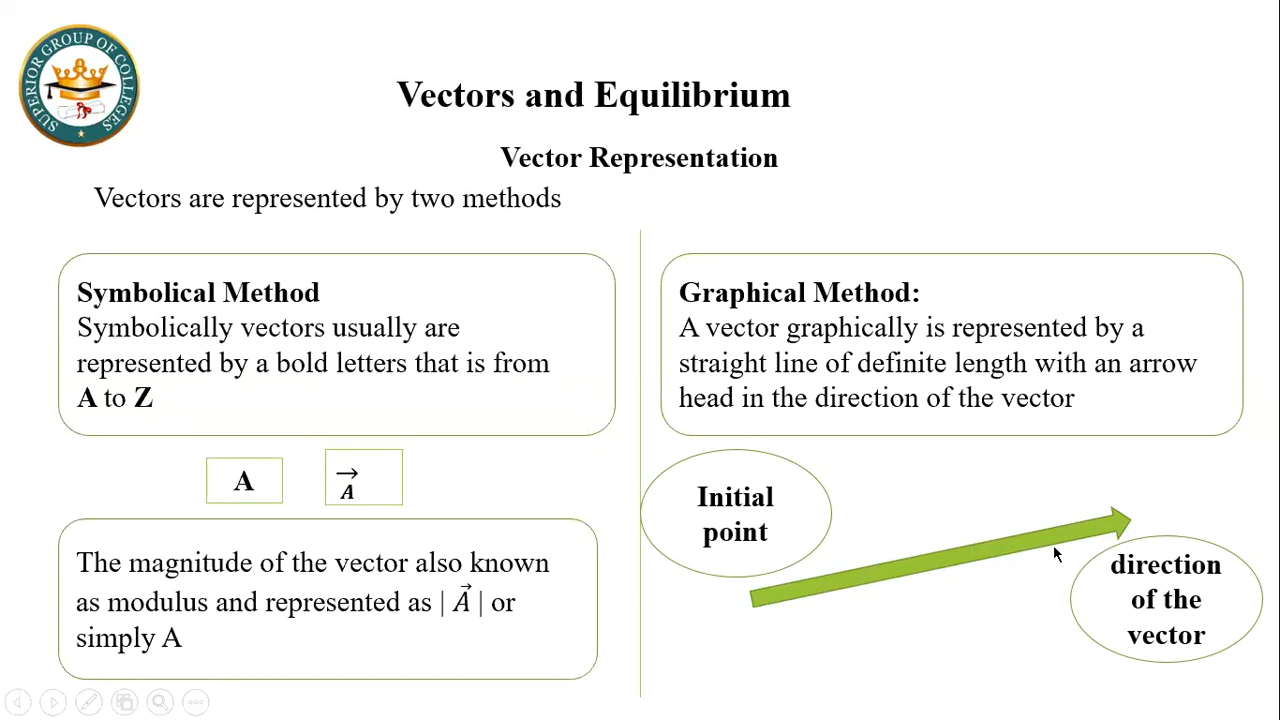 SUPERIOR GROUP OF COLLEGES
Vectors and Equilibrium
Vector Representation
Vectors are represented by two methods
Symbolical Method
Symbolically vectors usually are
represented by a bold letters that is from
A to Z
A
→
A
The magnitude of the vector also known
as modulus and represented as | A⃗ | or
simply A
Graphical Method:
A vector graphically is represented by a
straight line of definite length with an arrow
head in the direction of the vector
Initial
point
direction
of the
vector